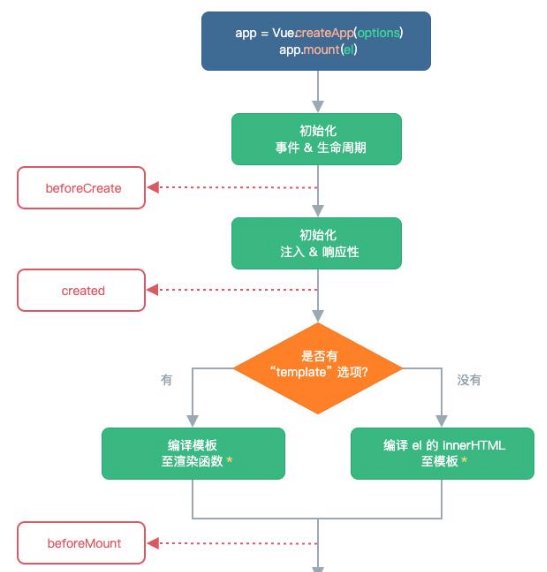 app = Vue.createApp(options)
app.mount(el)
初始化
事件 & 生命周期
beforeCreate
初始化
注入 & 响应性
created
是否有
“template” 选项?
有
没有
编译模板
至渲染函数 *
编译 el 的 innerHTML
至模板 *
beforeMount